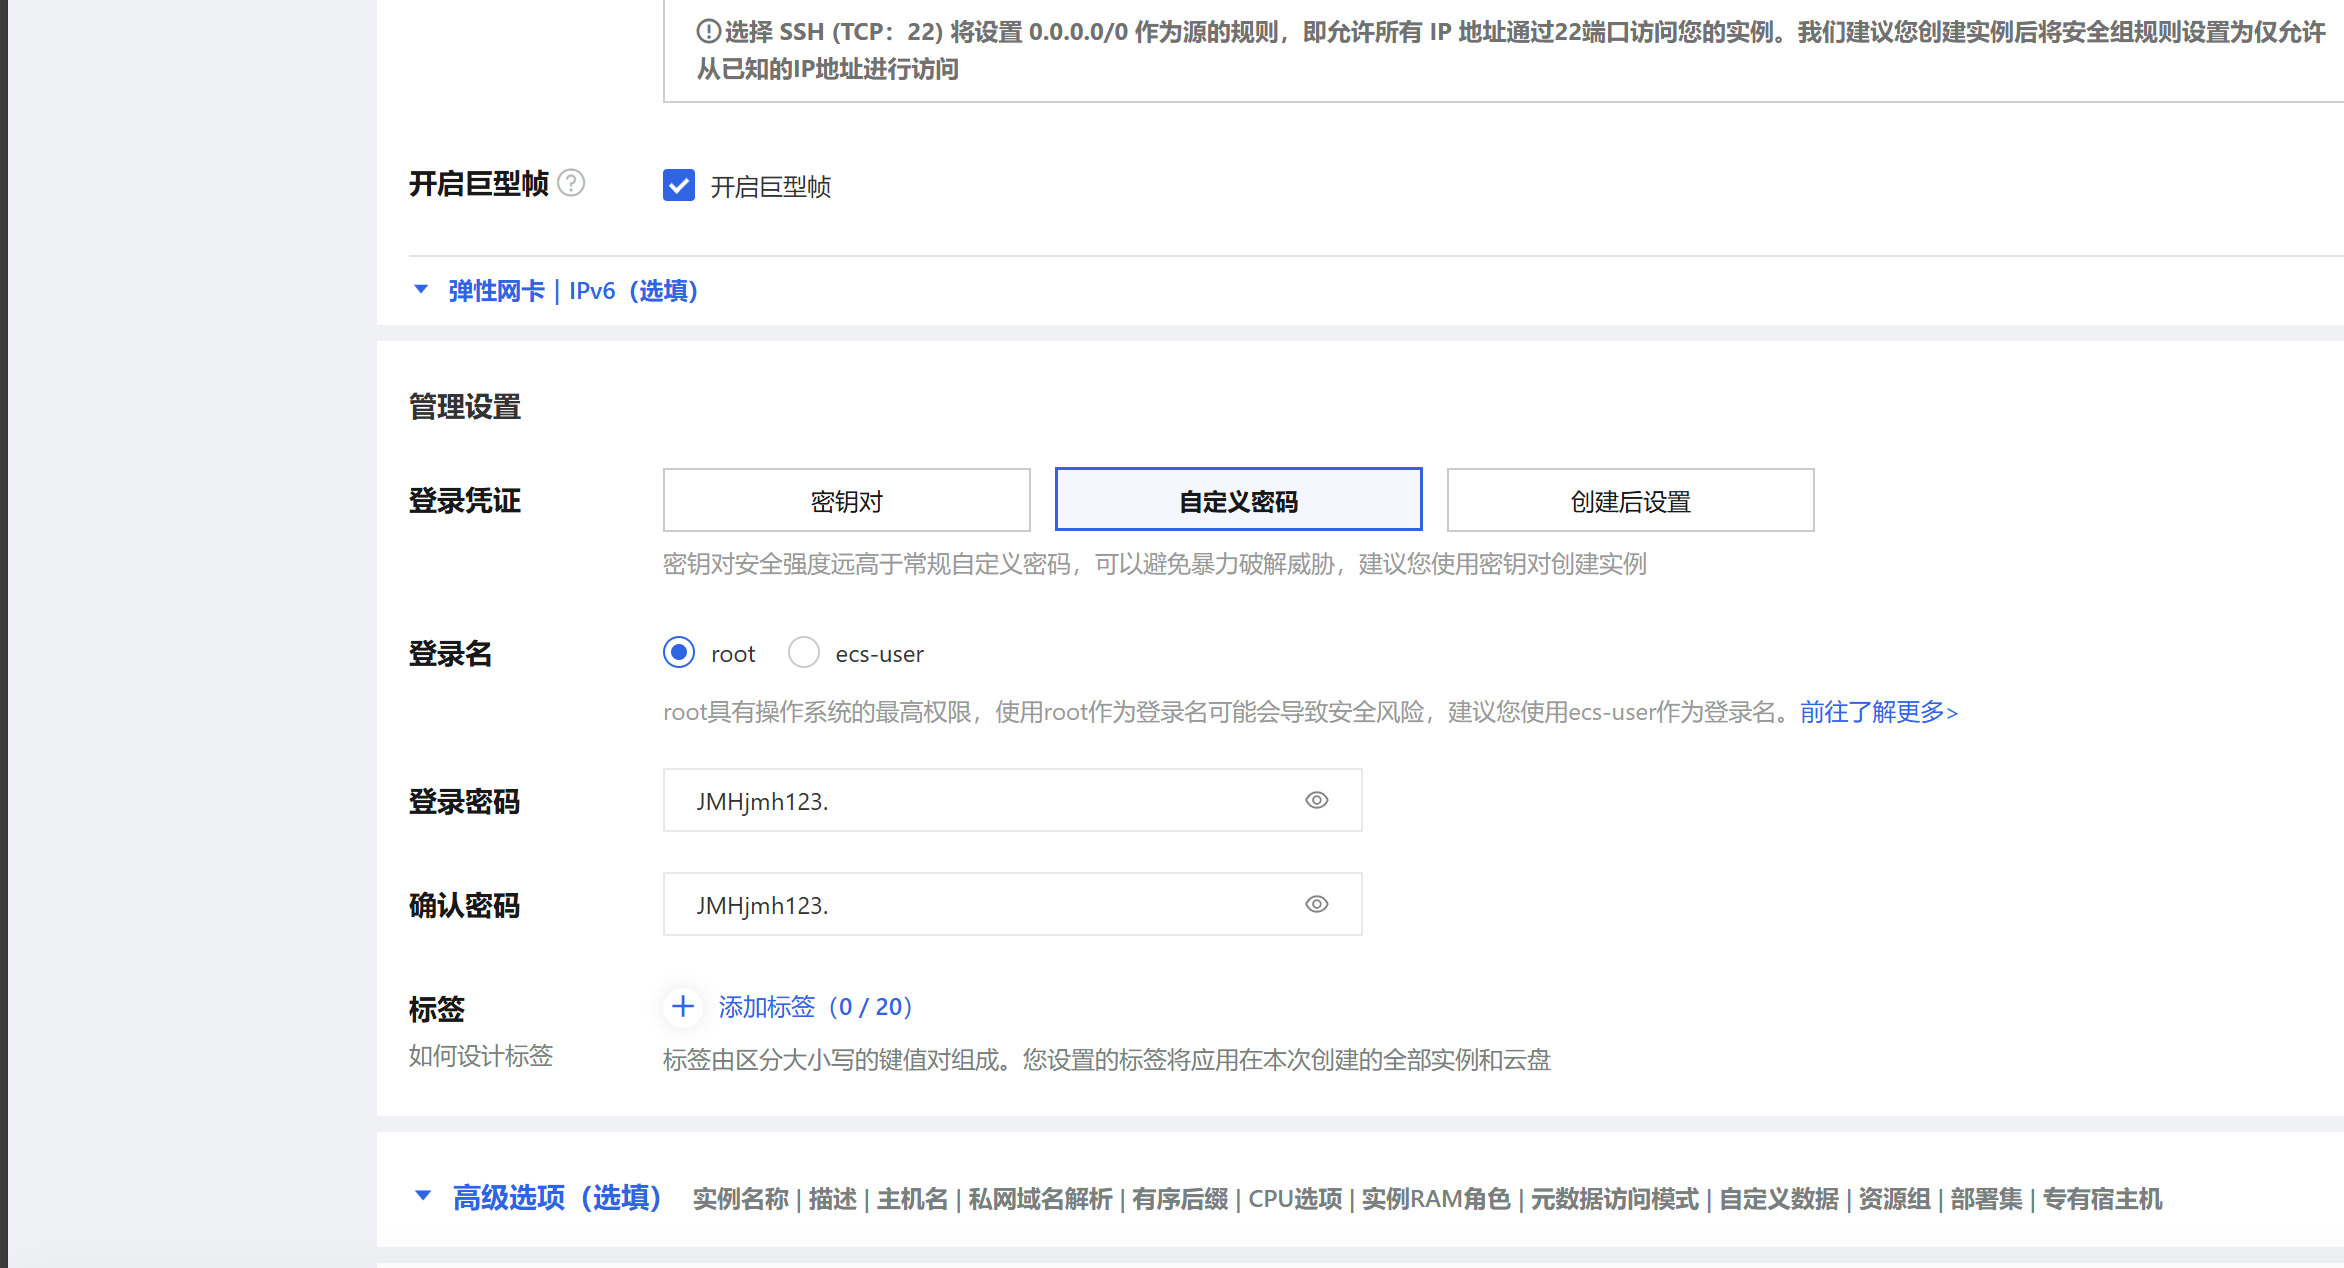 选择 SSH (TCP：22) 将设置 0.0.0.0/0 作为源的规则，即允许所有 IP 地址通过22端口访问您的实例。我们建议您创建实例后将安全组规则设置为仅允许
从已知的IP地址进行访问
开启巨型帧 开启巨型帧
弹性网卡 | IPv6（选填）
管理设置
登录凭证 密钥对 自定义密码 创建后设置
密钥对安全强度远高于常规自定义密码，可以避免暴力破解威胁，建议您使用密钥对创建实例
登录名 root ecs-user
root具有操作系统的最高权限，使用root作为登录名可能会导致安全风险，建议您使用ecs-user作为登录名。前往了解更多>
登录密码 JMHjmh123.
确认密码 JMHjmh123.
标签 添加标签（0 / 20）
如何设计标签 标签由区分大小写的键值对组成。您设置的标签将应用在本次创建的全部实例和云盘
高级选项（选填） 实例名称 | 描述 | 主机名 | 私网域名解析 | 有序后缀 | CPU选项 | 实例RAM角色 | 元数据访问模式 | 自定义数据 | 资源组 | 部署集 | 专有宿主机